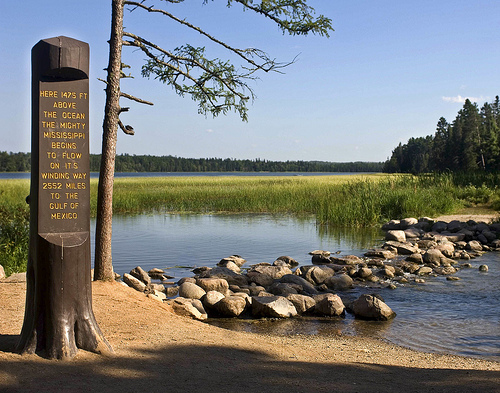 HERE 1475 FT
ABOVE
THE OCEAN
THE MIGHTY
MISSISSIPPI
BEGINS
TO FLOW
ON ITS
WINDING WAY
2552 MILES
TO THE
GULF OF
MEXICO